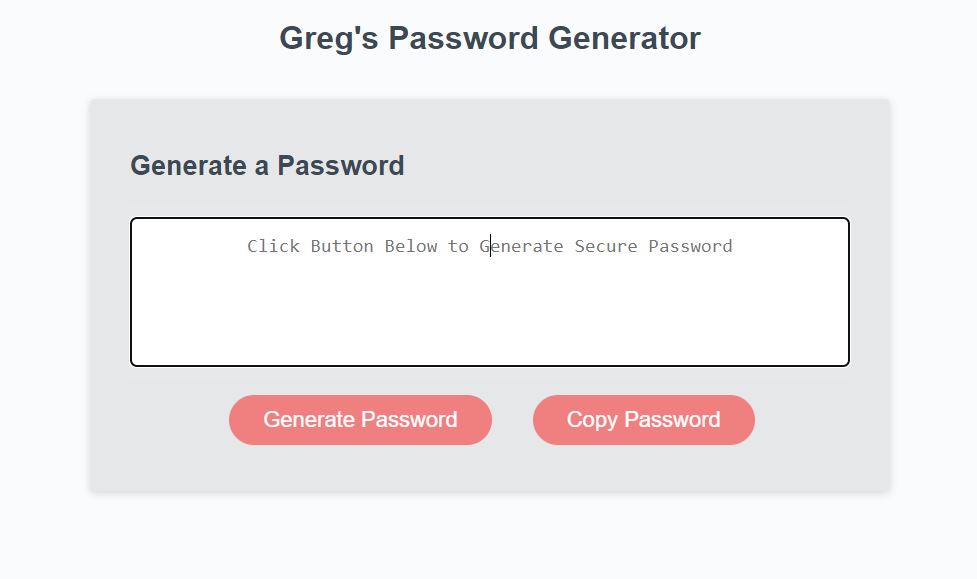 Greg's Password Generator
Generate a Password
Click Button Below to Generate Secure Password
Generate Password
Copy Password